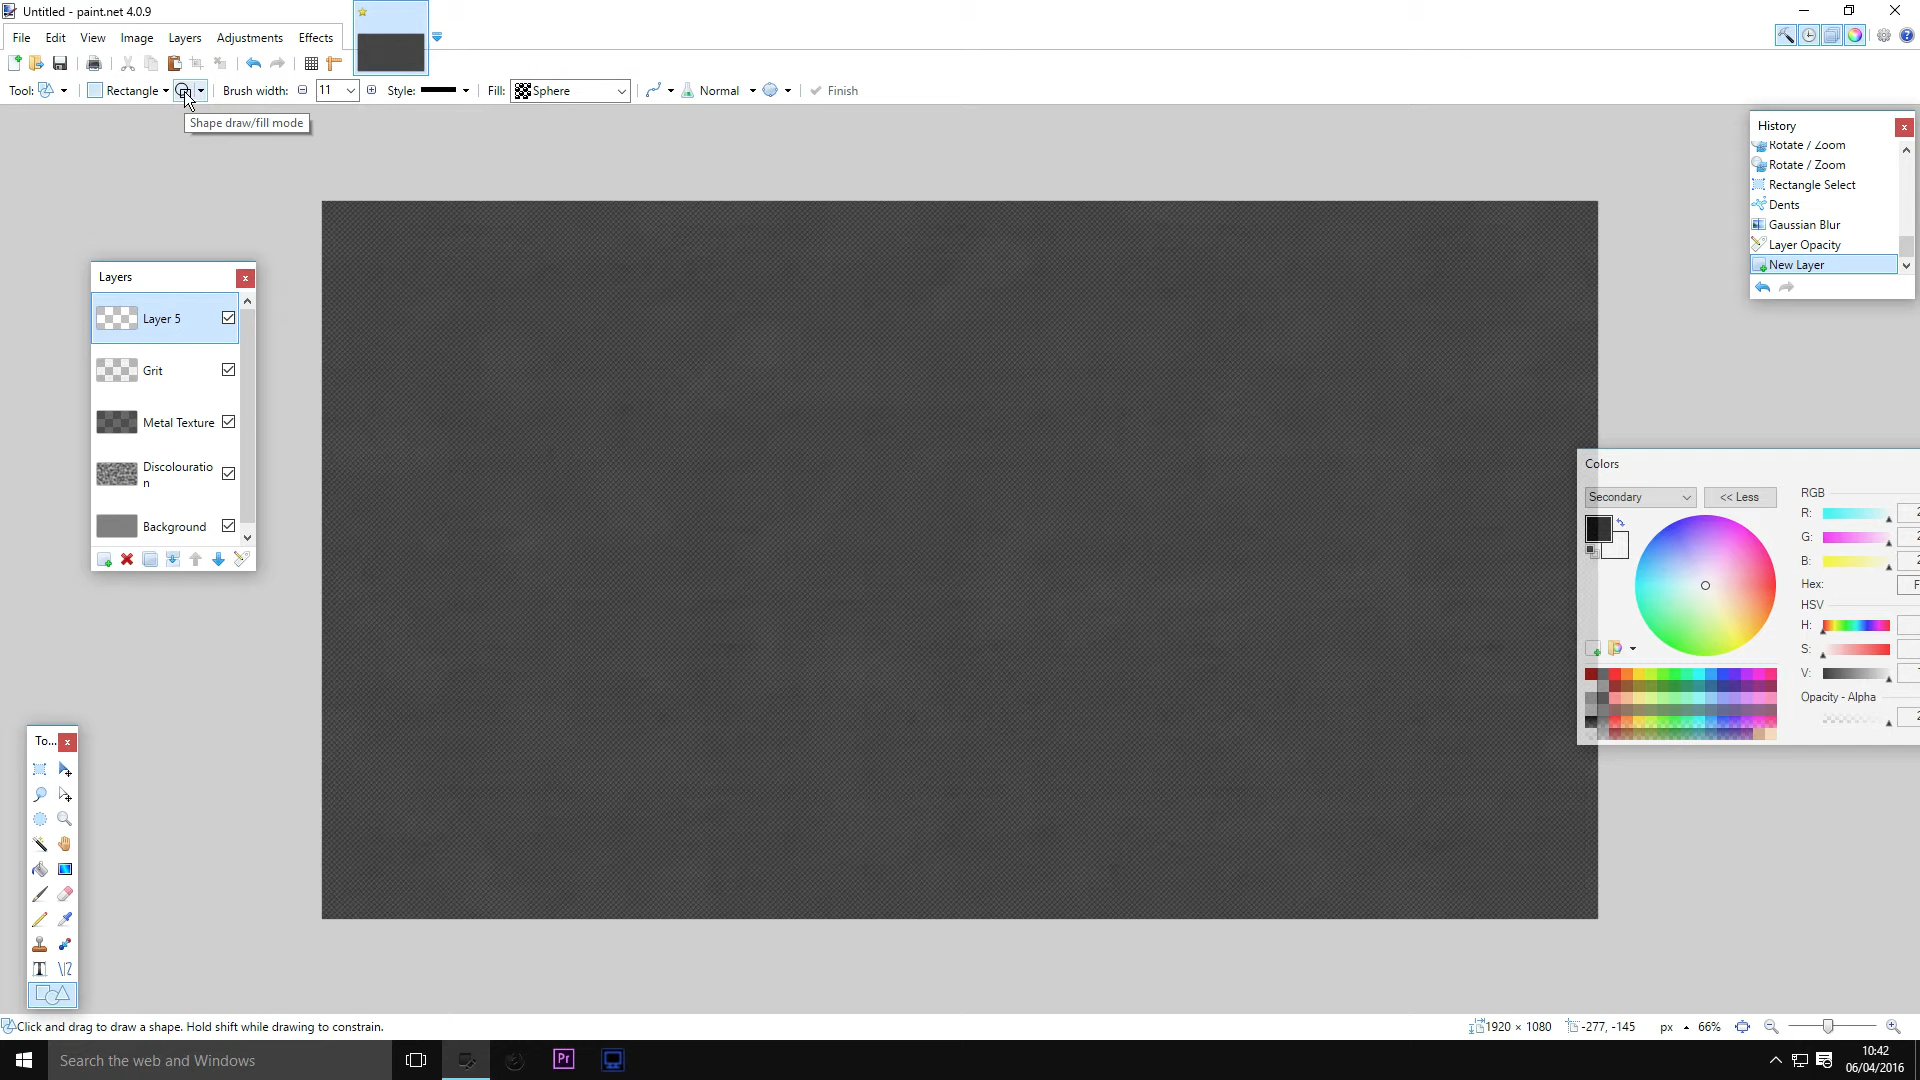 Untitled - paint.net 4.0.9
File Edit View Image Layers Adjustments Effects
Tool: Rectangle Brush width: 11 Style: Fill: Sphere Normal Finish
Shape draw/fill mode
History
Rotate / Zoom
Rotate / Zoom
Rectangle Select
Dents
Gaussian Blur
Layer Opacity
New Layer
Layers
Layer 5
Grit
Metal Texture
Discolouratio
n
Background
Colors
Secondary << Less
RGB
R: 2
G: 2
B: 2
Hex: F
HSV
H:
S:
V:
Opacity - Alpha
2
To...
Click and drag to draw a shape. Hold shift while drawing to constrain.
1920 × 1080 -277, -145 px 66%
Search the web and Windows
Pr
10:42
06/04/2016